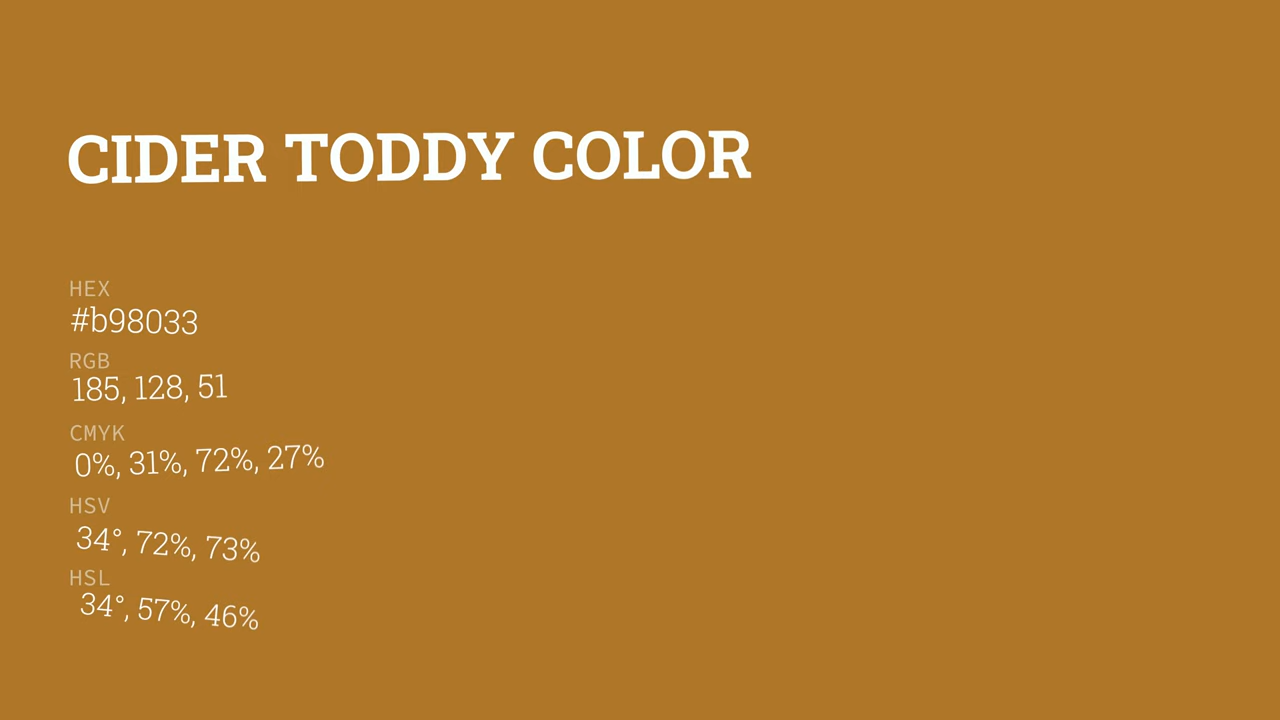 CIDER TODDY COLOR
HEX
#b98033
RGB
185, 128, 51
CMYK
0%, 31%, 72%, 27%
HSV
34°, 72%, 73%
HSL
34°, 57%, 46%